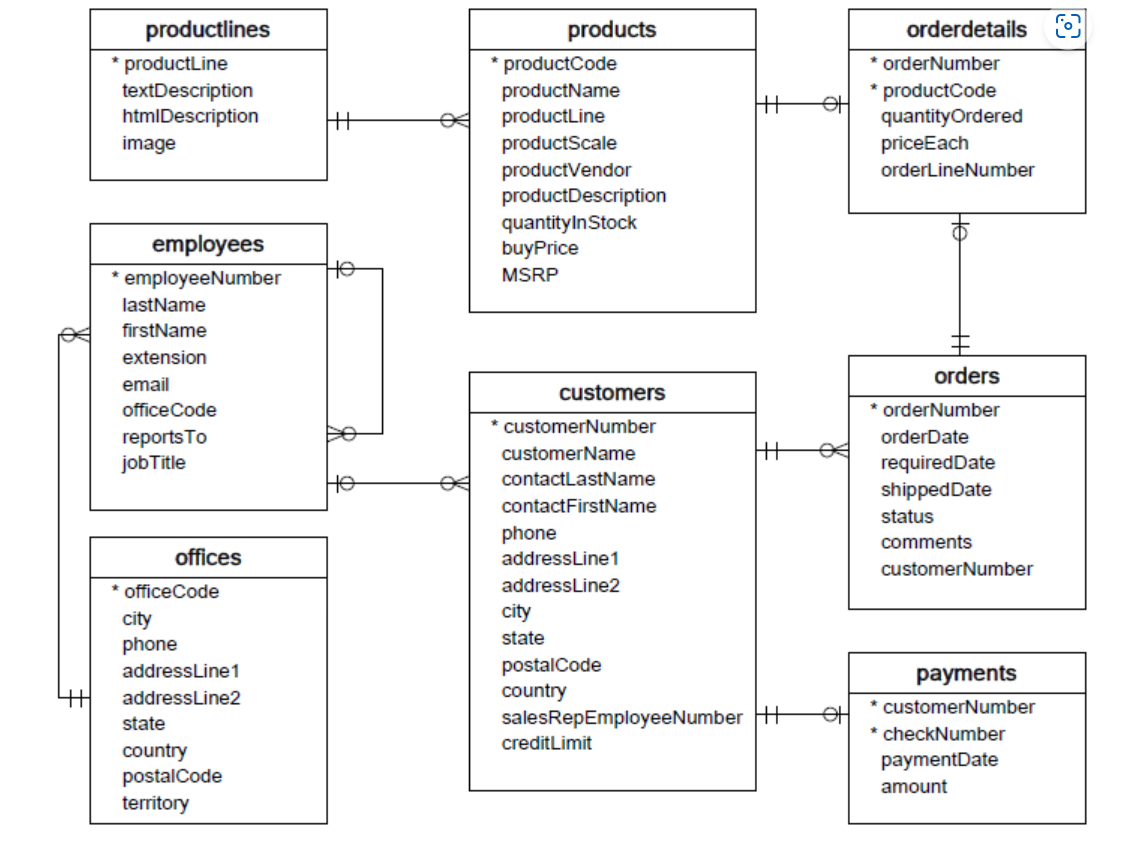 productlines
* productLine
textDescription
htmlDescription
image
products
* productCode
productName
productLine
productScale
productVendor
productDescription
quantityInStock
buyPrice
MSRP
orderdetails
* orderNumber
* productCode
quantityOrdered
priceEach
orderLineNumber
employees
* employeeNumber
lastName
firstName
extension
email
officeCode
reportsTo
jobTitle
customers
* customerNumber
customerName
contactLastName
contactFirstName
phone
addressLine1
addressLine2
city
state
postalCode
country
salesRepEmployeeNumber
creditLimit
orders
* orderNumber
orderDate
requiredDate
shippedDate
status
comments
customerNumber
offices
* officeCode
city
phone
addressLine1
addressLine2
state
country
postalCode
territory
payments
* customerNumber
* checkNumber
paymentDate
amount